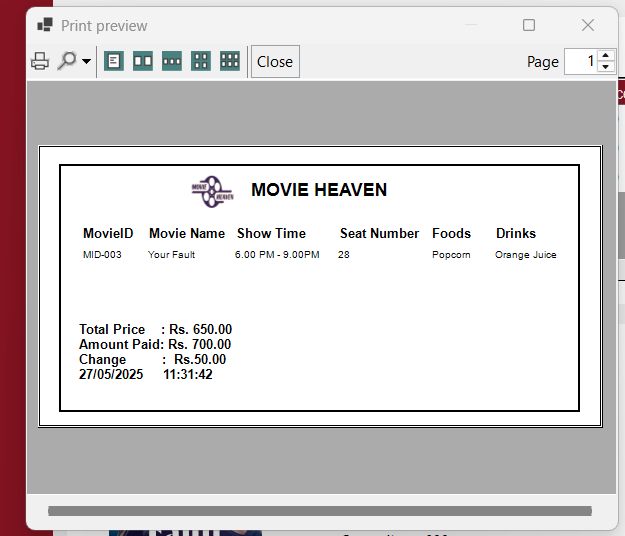 Print preview
Close
Page 1
MOVIE HEAVEN
MOVIE HEAVEN
MovieID Movie Name Show Time Seat Number Foods Drinks
MID-003 Your Fault 6.00 PM - 9.00PM 28 Popcorn Orange Juice
Total Price : Rs. 650.00
Amount Paid: Rs. 700.00
Change : Rs.50.00
27/05/2025 11:31:42